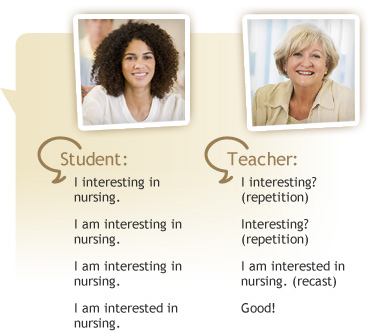 Student:
I interesting in
nursing.
I am interesting in
nursing.
I am interesting in
nursing.
I am interested in
nursing.
Teacher:
I interesting?
(repetition)
Interesting?
(repetition)
I am interested in
nursing. (recast)
Good!